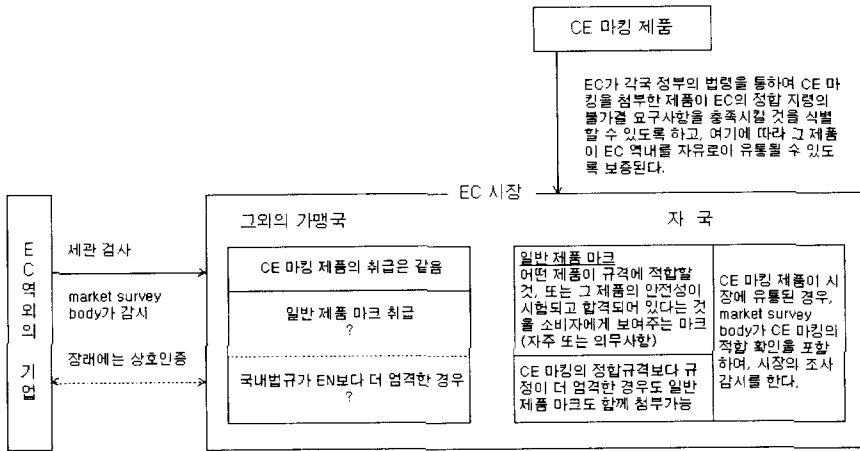 CE 마킹 제품
EC가 각국 정부의 법령을 통하여 CE 마
킹을 첨부한 제품이 EC의 정합 지령의
불가결 요구사항을 충족시킬 것을 식별
할 수 있도록 하고, 여기에 따라 그 제품
이 EC 역내를 자유로이 유통될 수 있도
록 보증된다.
EC 시장
EC역외의 기업
세관 검사
market survey
body가 감시
장래에는 상호인증
그외의 가맹국
CE 마킹 제품의 취급은 같음
일반 제품 마크 취급
?
국내법규가 EN보다 더 엄격한 경우
?
자 국
일반 제품 마크
어떤 제품이 규격에 적합할
것, 또는 그 제품의 안전성이
시험되고 합격되어 있다는 것
을 소비자에게 보여주는 마크
(자주 또는 의무사항)
CE 마킹의 정합규격보다 규
정이 더 엄격한 경우도 일반
제품 마크도 함께 첨부가능
CE 마킹 제품이 시
장에 유통된 경우,
market survey
body가 CE 마킹의
적합 확인을 포함
하여, 시장의 조사
감시를 한다.